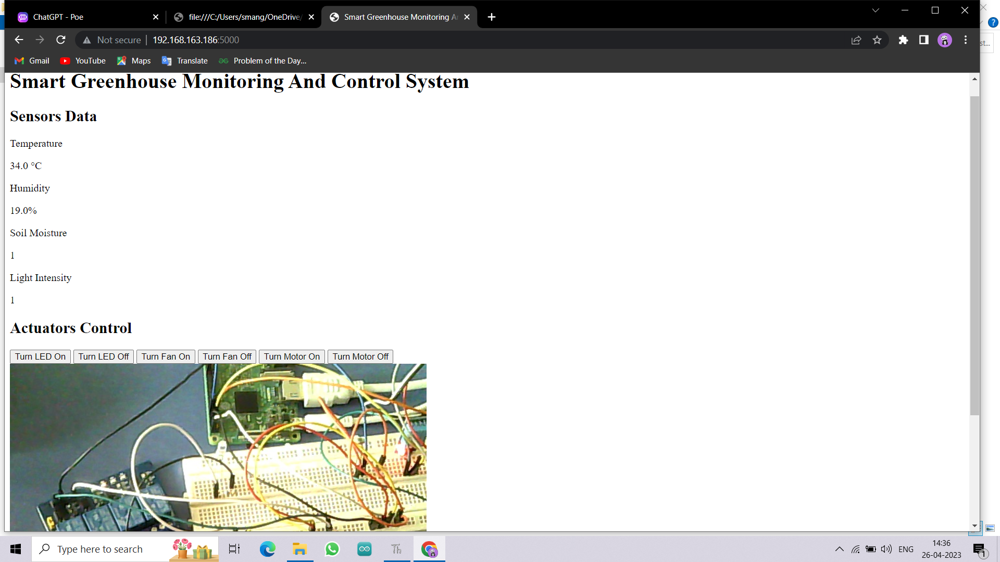 ChatGPT - Poe
file:///C:/Users/smang/OneDrive/
Smart Greenhouse Monitoring A
Not secure
192.168.163.186:5000
st...
Gmail
YouTube
Maps
Translate
Problem of the Day...
Smart Greenhouse Monitoring And Control System
Sensors Data
Temperature
34.0 °C
Humidity
19.0%
Soil Moisture
1
Light Intensity
1
Actuators Control
Turn LED On Turn LED Off Turn Fan On Turn Fan Off Turn Motor On Turn Motor Off
Type here to search
Th
ENG
14:36
26-04-2023
1